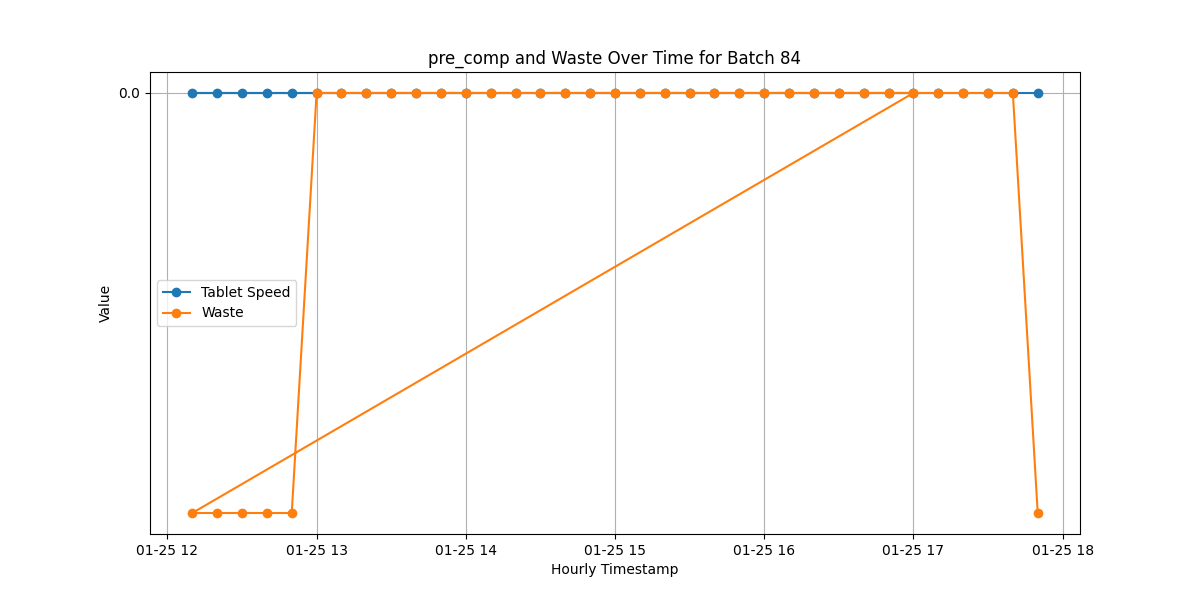 pre_comp and Waste Over Time for Batch 84
0.0
Value
Tablet Speed
Waste
01-25 12 01-25 13 01-25 14 01-25 15 01-25 16 01-25 17 01-25 18
Hourly Timestamp